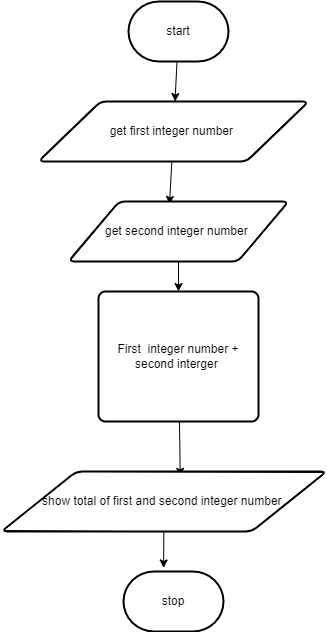 start
get first integer number
get second integer number
First integer number +
second interger
show total of first and second integer number
stop